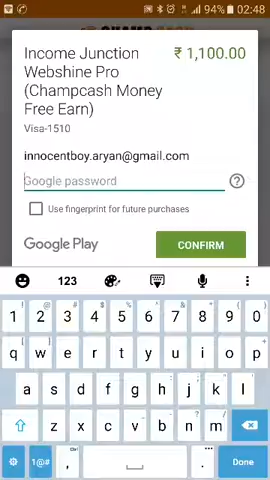 94% 02:48
Income Junction ₹ 1,100.00
Webshine Pro
(Champcash Money
Free Earn)
Visa-1510
innocentboy.aryan@gmail.com
Google password
Use fingerprint for future purchases
Google Play CONFIRM
123
1 2 3 4 5 6 7 8 9 0
q w e r t y u i o p
a s d f g h j k l
z x c v b n m
1@# , . Done